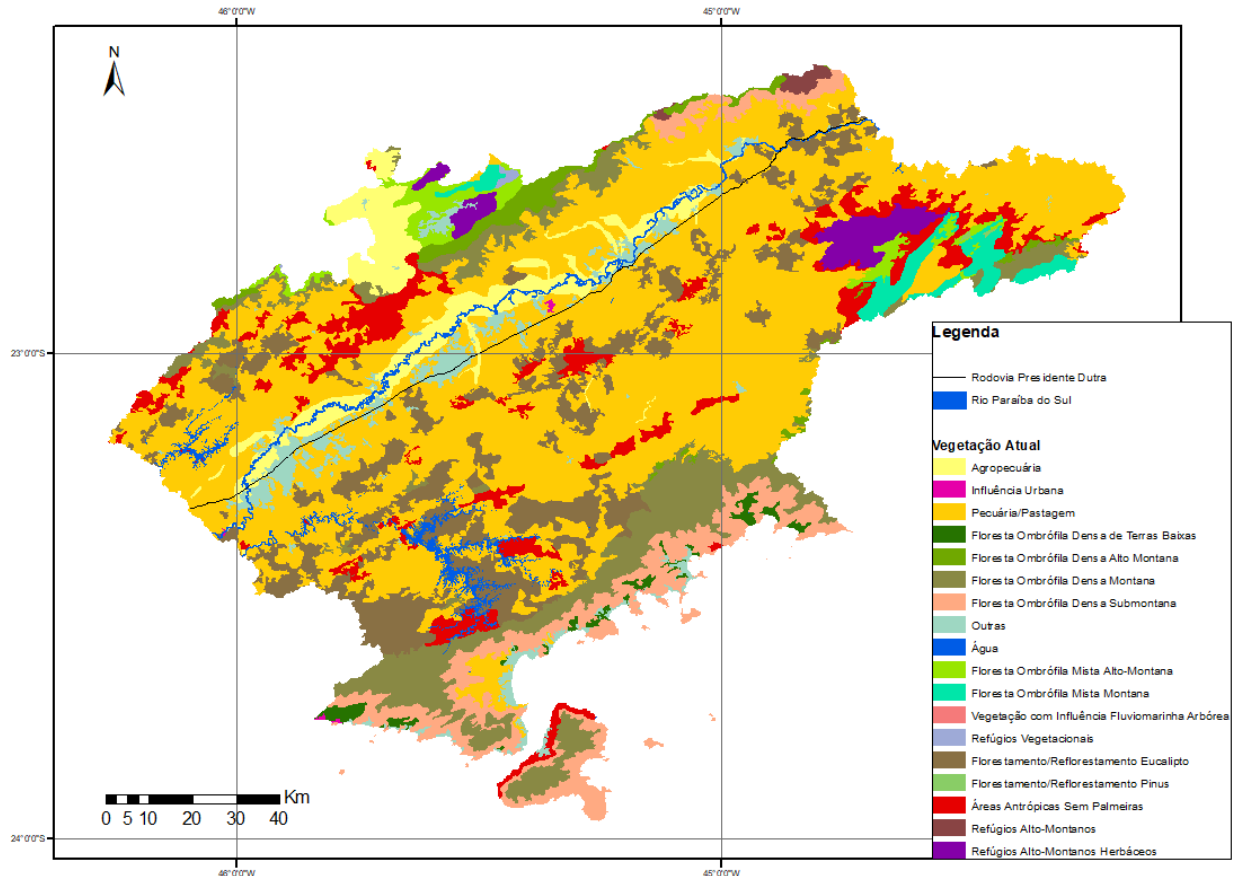 46°0'0"W 45°0'0"W
N
23°0'0"S
24°0'0"S
0 5 10 20 30 40 Km
46°0'0"W 45°0'0"W
Legenda
Rodovia Presidente Dutra
Rio Paraíba do Sul
Vegetação Atual
Agropecuária
Influência Urbana
Pecuária/Pastagem
Floresta Ombrófila Densa de Terras Baixas
Floresta Ombrófila Densa Alto Montana
Floresta Ombrófila Densa Montana
Floresta Ombrófila Densa Submontana
Outras
Água
Floresta Ombrófila Mista Alto-Montana
Floresta Ombrófila Mista Montana
Vegetação com Influência Fluviomarinha Arbórea
Refúgios Vegetacionais
Florestamento/Reflorestamento Eucalipto
Florestamento/Reflorestamento Pinus
Áreas Antrópicas Sem Palmeiras
Refúgios Alto-Montanos
Refúgios Alto-Montanos Herbáceos